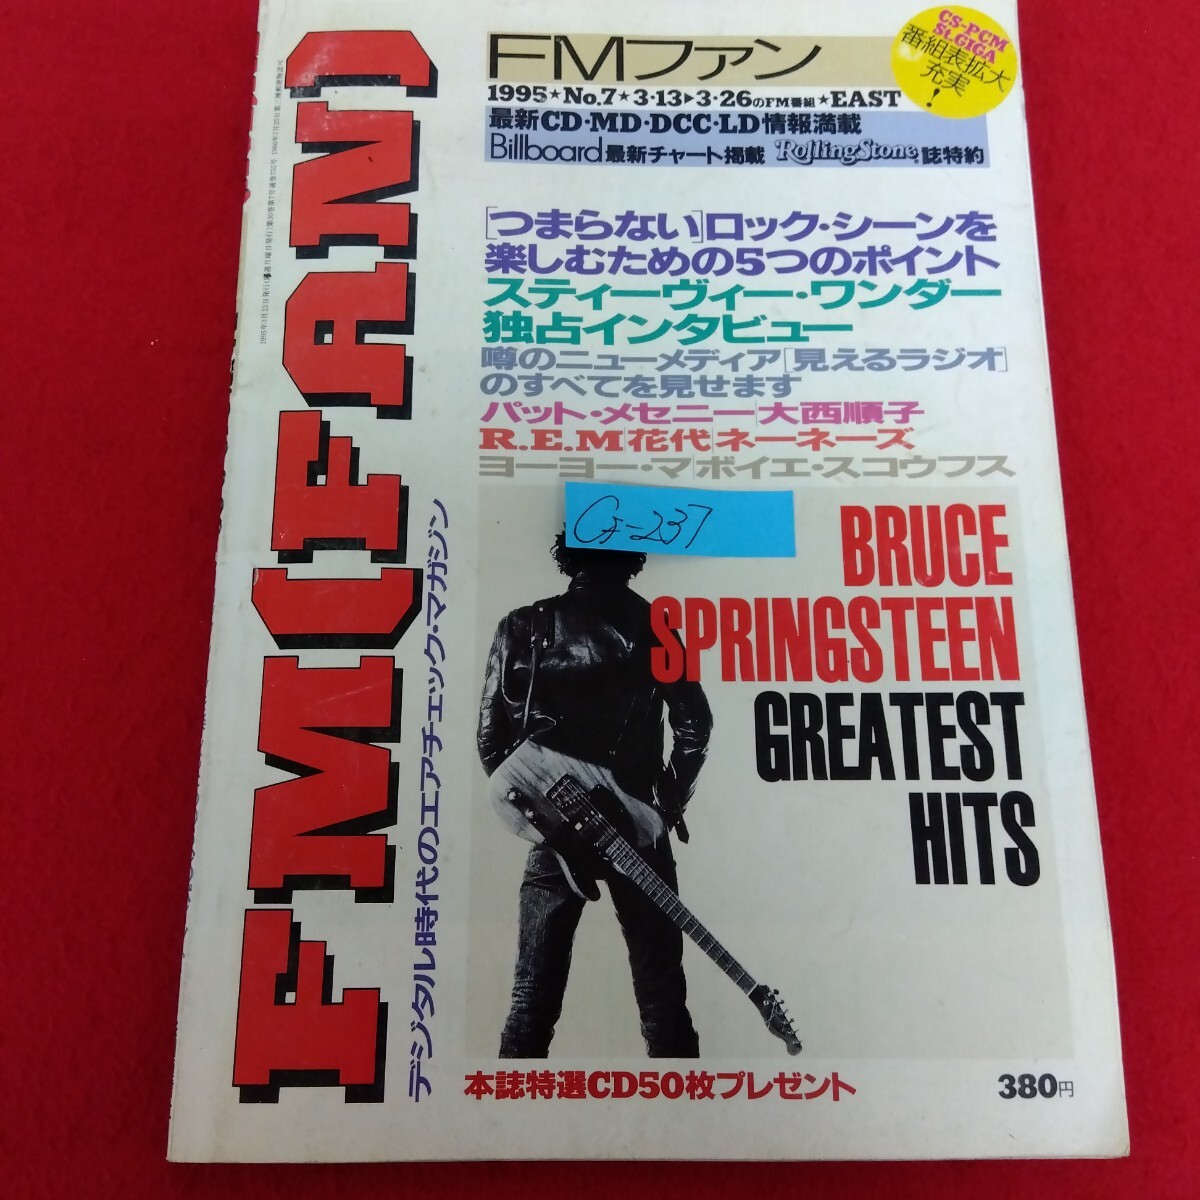 FMファン
CS-PCM
St.GIGA
番組表拡大
充実!
1995★No.7★3・13▶3・26のFM番組★EAST
最新CD・MD・DCC・LD情報満載
Billboard最新チャート掲載 RollingStone誌特約
[つまらない]ロック・シーンを
楽しむための5つのポイント
スティーヴィー・ワンダー
独占インタビュー
噂のニューメディア[見えるラジオ]
のすべてを見せます
パット・メセニー|大西順子
R.E.M|花代|ネーネーズ
ヨーヨー・マ|ボイエ・スコウフス
FM(FAN)
デジタル時代のエアチェック・マガジン
BRUCE
SPRINGSTEEN
GREATEST
HITS
本誌特選CD50枚プレゼント
380円